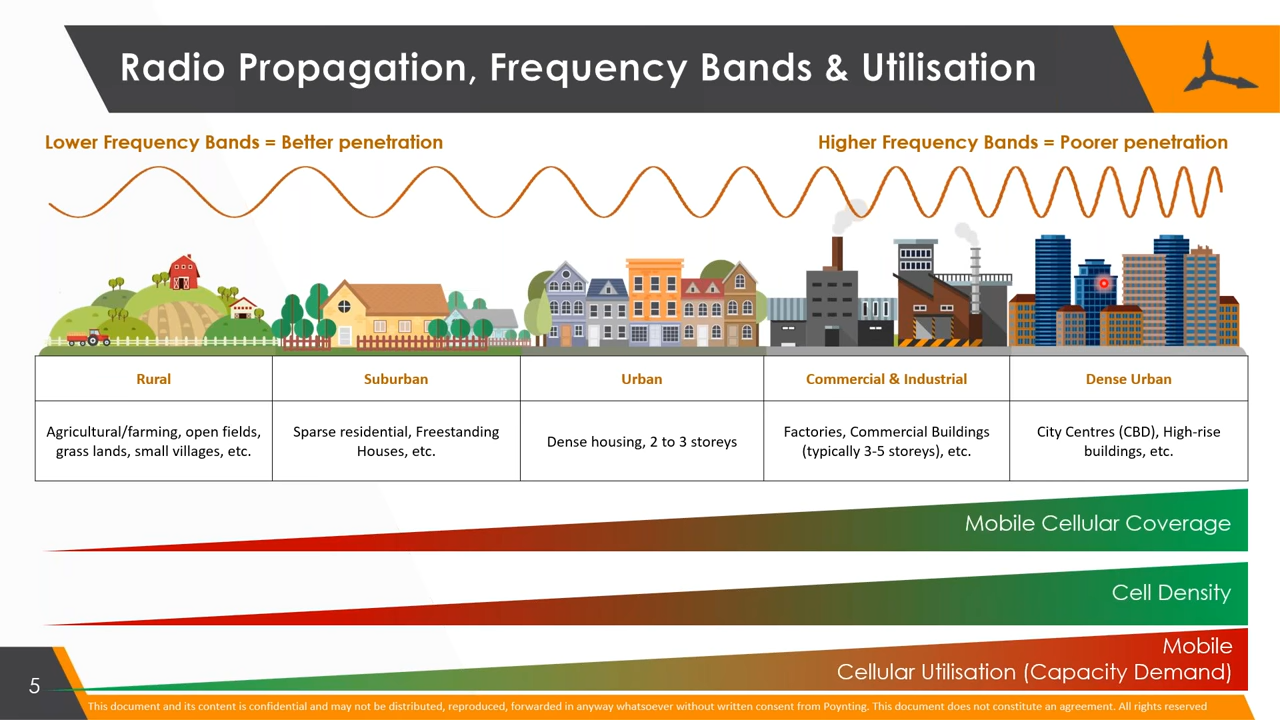 Radio Propagation, Frequency Bands & Utilisation
Lower Frequency Bands = Better penetration
Higher Frequency Bands = Poorer penetration
Rural
Suburban
Urban
Commercial & Industrial
Dense Urban
Agricultural/farming, open fields,
grass lands, small villages, etc.
Sparse residential, Freestanding
Houses, etc.
Dense housing, 2 to 3 storeys
Factories, Commercial Buildings
(typically 3-5 storeys), etc.
City Centres (CBD), High-rise
buildings, etc.
Mobile Cellular Coverage
Cell Density
Mobile
Cellular Utilisation (Capacity Demand)
5
This document and its content is confidential and may not be distributed, reproduced, forwarded in anyway whatsoever without written consent from Poynting. This document does not constitute an agreement. All rights reserved